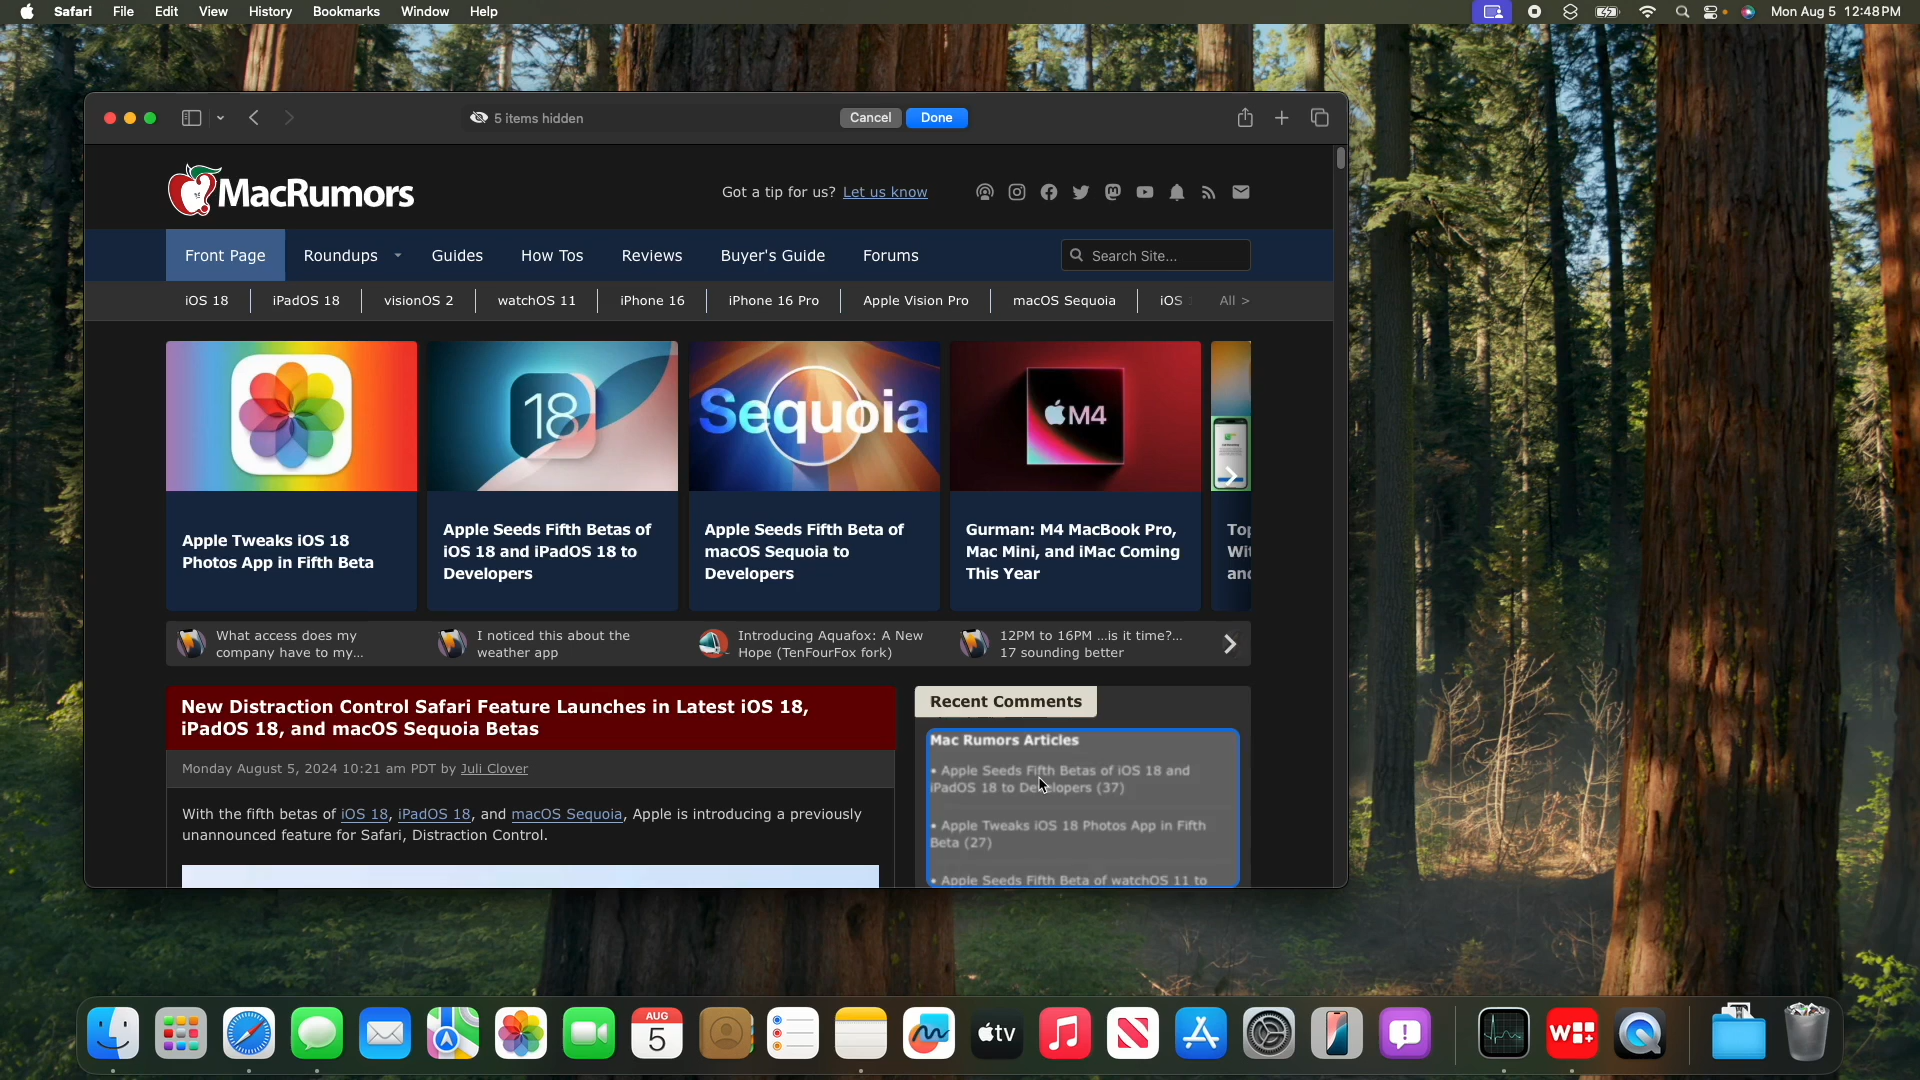 Safari File Edit View History Bookmarks Window Help Mon Aug 5 12:48 PM
5 items hidden Cancel Done
MacRumors
Got a tip for us? Let us know
Front Page Roundups Guides How Tos Reviews Buyer's Guide Forums Search Site...
iOS 18 iPadOS 18 visionOS 2 watchOS 11 iPhone 16 iPhone 16 Pro Apple Vision Pro macOS Sequoia iOS All >
18
Sequoia
M4
Apple Tweaks iOS 18
Photos App in Fifth Beta
Apple Seeds Fifth Betas of
iOS 18 and iPadOS 18 to
Developers
Apple Seeds Fifth Beta of
macOS Sequoia to
Developers
Gurman: M4 MacBook Pro,
Mac Mini, and iMac Coming
This Year
What access does my
company have to my...
I noticed this about the
weather app
Introducing Aquafox: A New
Hope (TenFourFox fork)
12PM to 16PM ...is it time?...
17 sounding better
New Distraction Control Safari Feature Launches in Latest iOS 18,
iPadOS 18, and macOS Sequoia Betas
Monday August 5, 2024 10:21 am PDT by Juli Clover
With the fifth betas of iOS 18, iPadOS 18, and macOS Sequoia, Apple is introducing a previously
unannounced feature for Safari, Distraction Control.
Recent Comments
Mac Rumors Articles
• Apple Seeds Fifth Betas of iOS 18 and
iPadOS 18 to Developers (37)
• Apple Tweaks iOS 18 Photos App in Fifth
Beta (27)
• Apple Seeds Fifth Beta of watchOS 11 to
AUG
5
tv